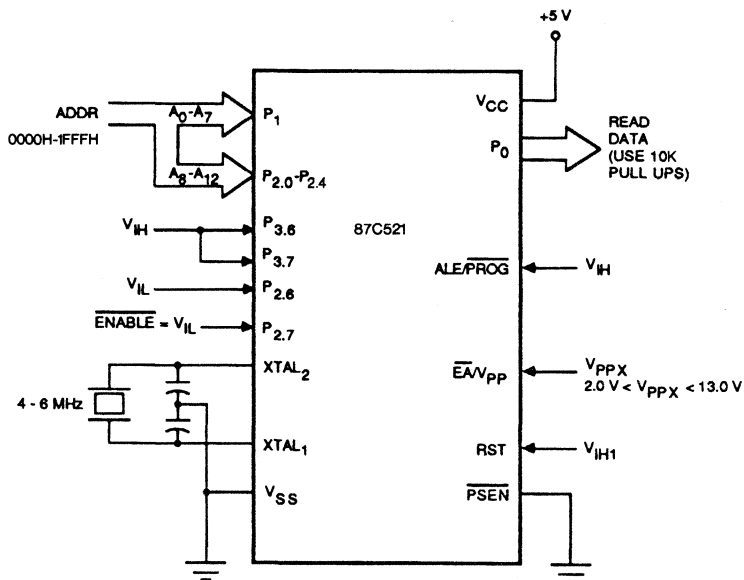 +5 V
ADDR
0000H-1FFFH
A0-A7
A8-A12
P1
P2.0-P2.4
VCC
P0
READ
DATA
(USE 10K
PULL UPS)
VIH
P3.6
P3.7
87C521
VIL
P2.6
ENABLE = VIL
P2.7
ALE/PROG
VIH
XTAL2
4 - 6 MHz
XTAL1
EA/VPP
VPPX
2.0 V < VPPX < 13.0 V
RST
VIH1
VSS
PSEN